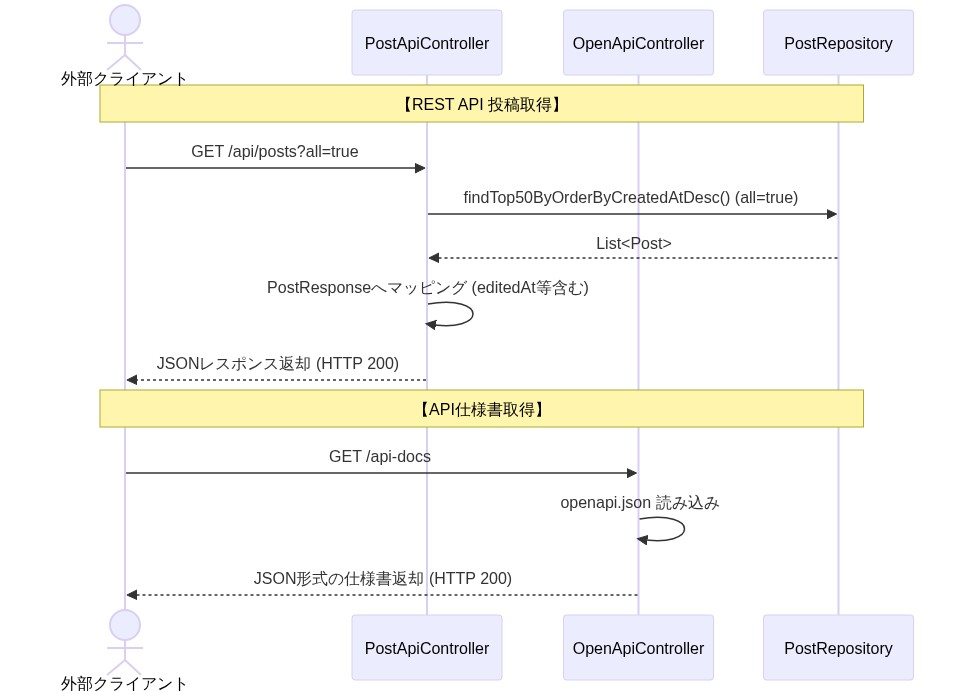 外部クライアント
PostApiController
OpenApiController
PostRepository
【REST API 投稿取得】
GET /api/posts?all=true
findTop50ByOrderByCreatedAtDesc() (all=true)
List<Post>
PostResponseへマッピング (editedAt等含む)
JSONレスポンス返却 (HTTP 200)
【API仕様書取得】
GET /api-docs
openapi.json 読み込み
JSON形式の仕様書返却 (HTTP 200)
外部クライアント
PostApiController
OpenApiController
PostRepository